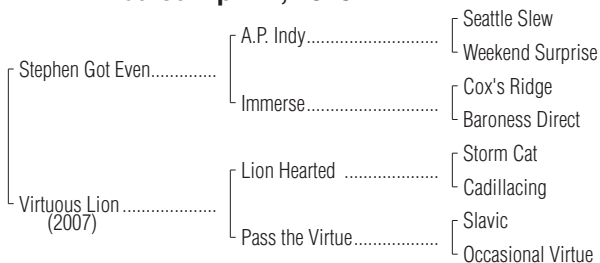 Seattle Slew
A.P. Indy
Weekend Surprise
Stephen Got Even
Cox's Ridge
Immerse
Baroness Direct
Storm Cat
Lion Hearted
Cadillacing
Virtuous Lion
(2007)
Slavic
Pass the Virtue
Occasional Virtue